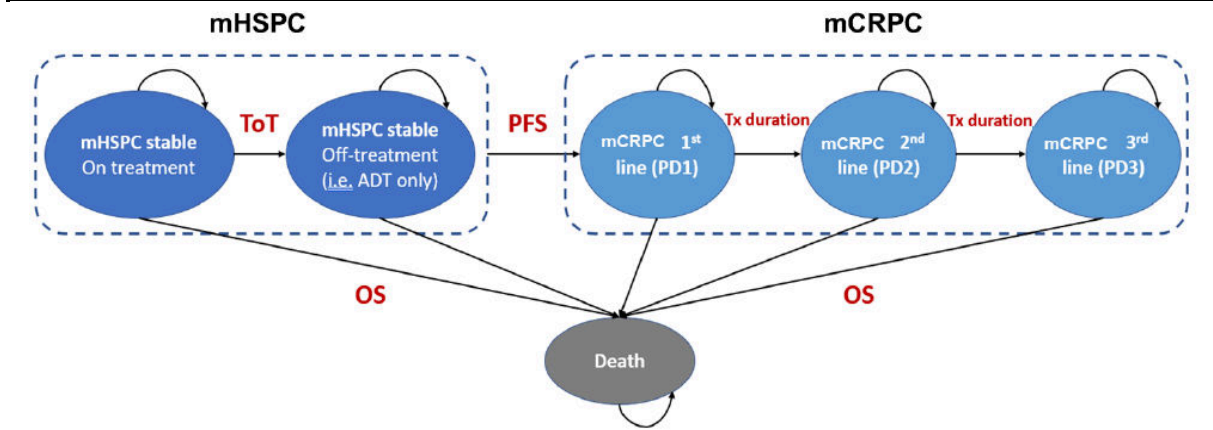 mHSPC
mCRPC
mHSPC stable
On treatment
ToT
mHSPC stable
Off-treatment
(i.e. ADT only)
PFS
mCRPC 1st
line (PD1)
Tx duration
mCRPC 2nd
line (PD2)
Tx duration
mCRPC 3rd
line (PD3)
OS
OS
Death